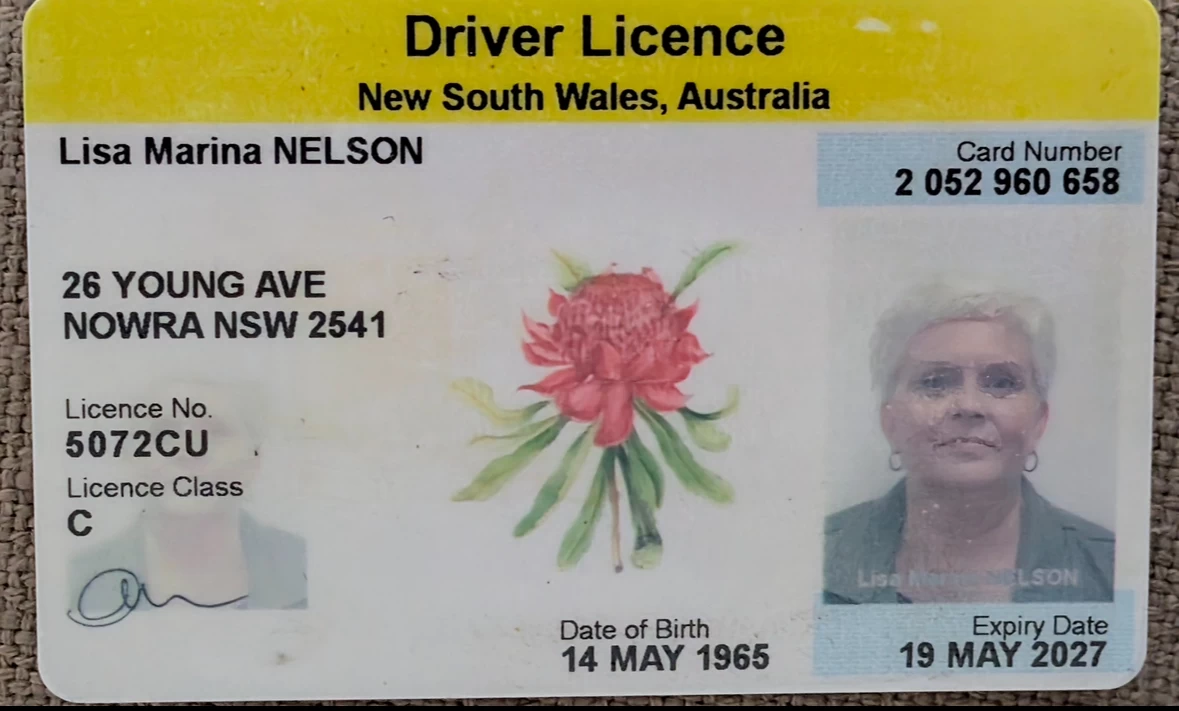 Driver Licence
New South Wales, Australia
Lisa Marina NELSON
Card Number
2 052 960 658
26 YOUNG AVE
NOWRA NSW 2541
Licence No.
5072CU
Licence Class
C
Lisa Marina NELSON
Date of Birth
14 MAY 1965
Expiry Date
19 MAY 2027